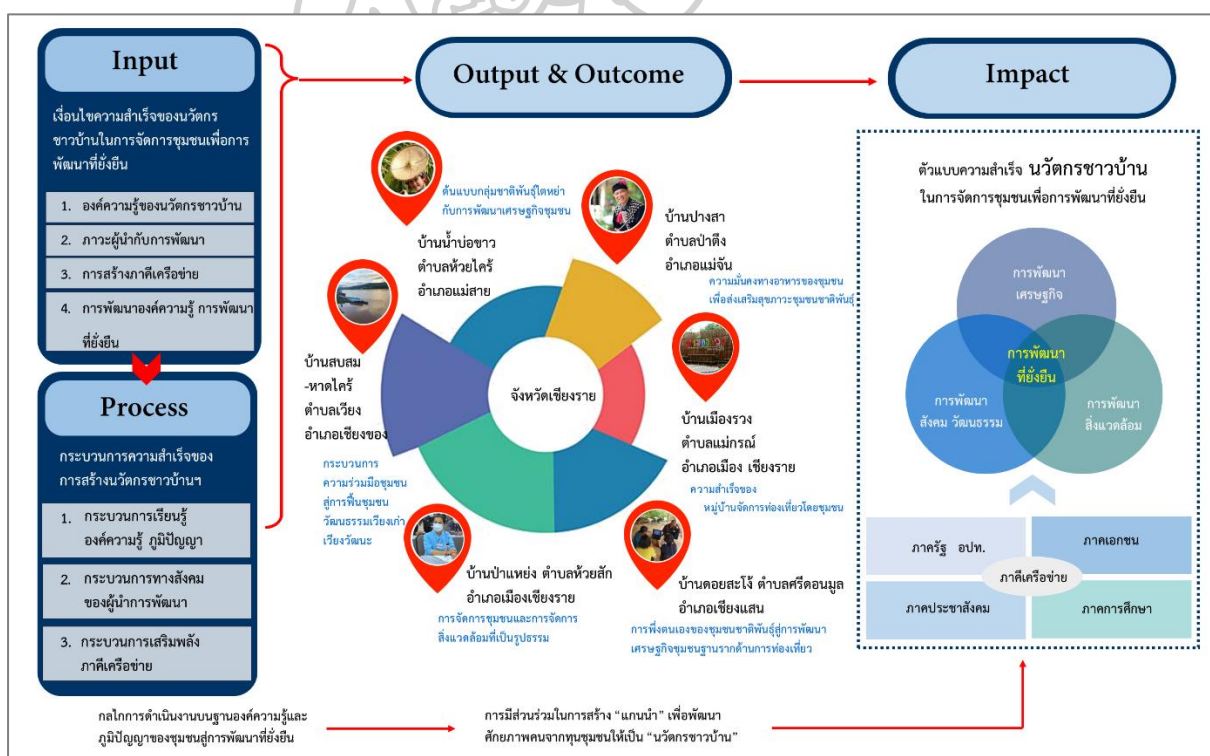 Input
เงื่อนไขความสำเร็จของนวัตกร
ชาวบ้านในการจัดการชุมชนเพื่อการ
พัฒนาที่ยั่งยืน
1. องค์ความรู้ของนวัตกรชาวบ้าน
2. ภาวะผู้นำกับการพัฒนา
3. การสร้างภาคีเครือข่าย
4. การพัฒนาองค์ความรู้ การพัฒนา
ที่ยั่งยืน
Process
กระบวนการความสำเร็จของ
การสร้างนวัตกรชาวบ้านฯ
1. กระบวนการเรียนรู้
องค์ความรู้ ภูมิปัญญา
2. กระบวนการทางสังคม
ของผู้นำการพัฒนา
3. กระบวนการเสริมพลัง
ภาคีเครือข่าย
Output & Outcome
ต้นแบบกลุ่มชาติพันธุ์ไตหย่า
กับการพัฒนาเศรษฐกิจชุมชน
บ้านน้ำบ่อขาว
ตำบลห้วยไคร้
อำเภอแม่สาย
บ้านปางสา
ตำบลป่าตึง
อำเภอแม่จัน
ความมั่นคงทางอาหารของชุมชน
เพื่อส่งเสริมสุขภาวะชุมชนชาติพันธุ์
บ้านสบสม
-หาดไคร้
ตำบลเวียง
อำเภอเชียงของ
กระบวนการ
ความร่วมมือชุมชน
สู่การฟื้นชุมชน
วัฒนธรรมเวียงเก่า
เวียงวัฒนะ
จังหวัดเชียงราย
บ้านเมืองรวง
ตำบลแม่กรณ์
อำเภอเมือง เชียงราย
ความสำเร็จของ
หมู่บ้านจัดการท่องเที่ยวโดยชุมชน
บ้านป่าแหย่ง ตำบลห้วยสัก
อำเภอเมืองเชียงราย
การจัดการชุมชนและการจัดการ
สิ่งแวดล้อมที่เป็นรูปธรรม
บ้านดอยสะโง้ ตำบลศรีดอนมูล
อำเภอเชียงแสน
การพึ่งตนเองของชุมชนชาติพันธุ์สู่การพัฒนา
เศรษฐกิจชุมชนฐานรากด้านการท่องเที่ยว
Impact
ตัวแบบความสำเร็จ นวัตกรชาวบ้าน
ในการจัดการชุมชนเพื่อการพัฒนาที่ยั่งยืน
การพัฒนา
เศรษฐกิจ
การพัฒนา
ที่ยั่งยืน
การพัฒนา
สังคม วัฒนธรรม
การพัฒนา
สิ่งแวดล้อม
ภาครัฐ อปท.
ภาคเอกชน
ภาคีเครือข่าย
ภาคประชาสังคม
ภาคการศึกษา
กลไกการดำเนินงานบนฐานองค์ความรู้และ
ภูมิปัญญาของชุมชนสู่การพัฒนาที่ยั่งยืน
การมีส่วนร่วมในการสร้าง “แกนนำ” เพื่อพัฒนา
ศักยภาพคนจากทุนชุมชนให้เป็น “นวัตกรชาวบ้าน”